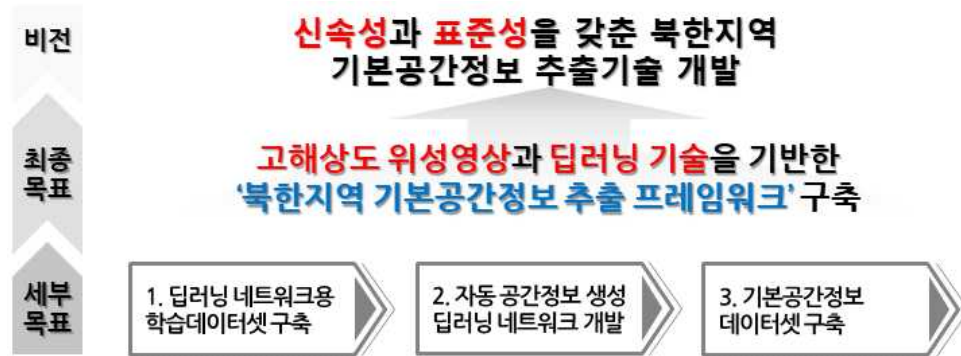 비전
신속성과 표준성을 갖춘 북한지역
기본공간정보 추출기술 개발
최종
목표
고해상도 위성영상과 딥러닝 기술을 기반한
‘북한지역 기본공간정보 추출 프레임워크’ 구축
세부
목표
1. 딥러닝 네트워크용
학습데이터셋 구축
2. 자동 공간정보 생성
딥러닝 네트워크 개발
3. 기본공간정보
데이터셋 구축